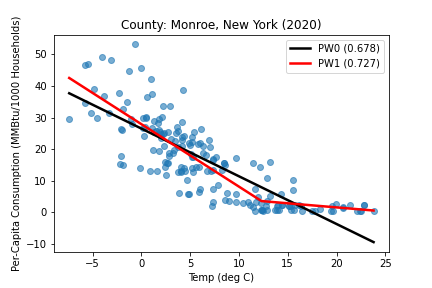 County: Monroe, New York (2020)
PW0 (0.678)
PW1 (0.727)
Per-Capita Consumption (MMBtu/1000 Households)
50
40
30
20
10
0
−10
−5 0 5 10 15 20 25
Temp (deg C)